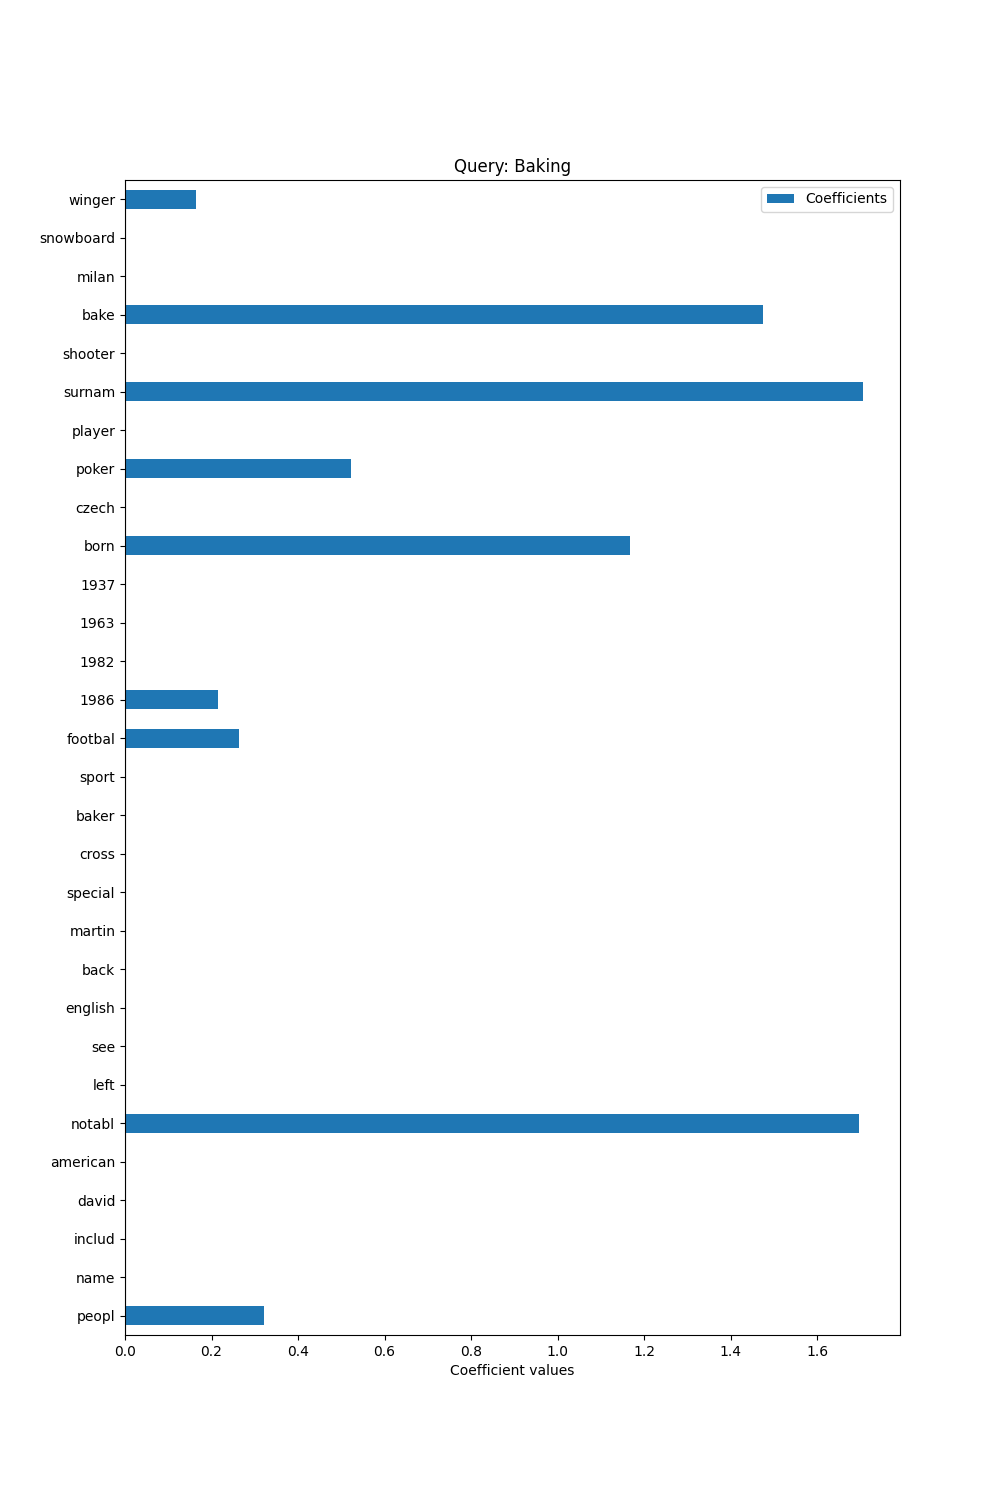 Query: Baking
Coefficients
winger
snowboard
milan
bake
shooter
surnam
player
poker
czech
born
1937
1963
1982
1986
footbal
sport
baker
cross
special
martin
back
english
see
left
notabl
american
david
includ
name
peopl
0.0 0.2 0.4 0.6 0.8 1.0 1.2 1.4 1.6
Coefficient values